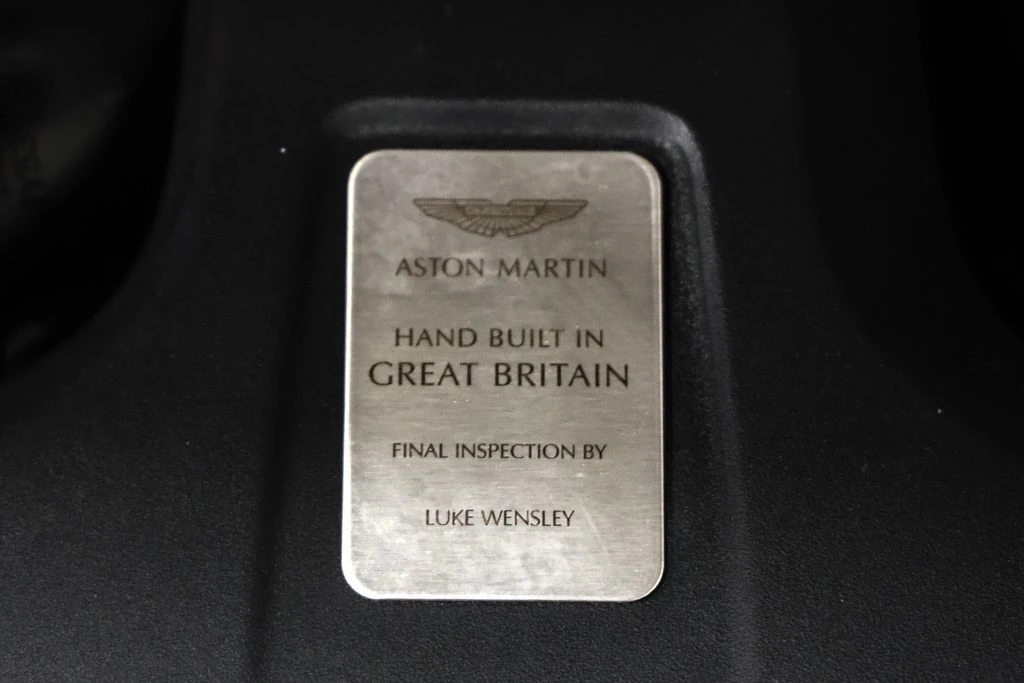 ASTON MARTIN
HAND BUILT IN
GREAT BRITAIN
FINAL INSPECTION BY
LUKE WENSLEY